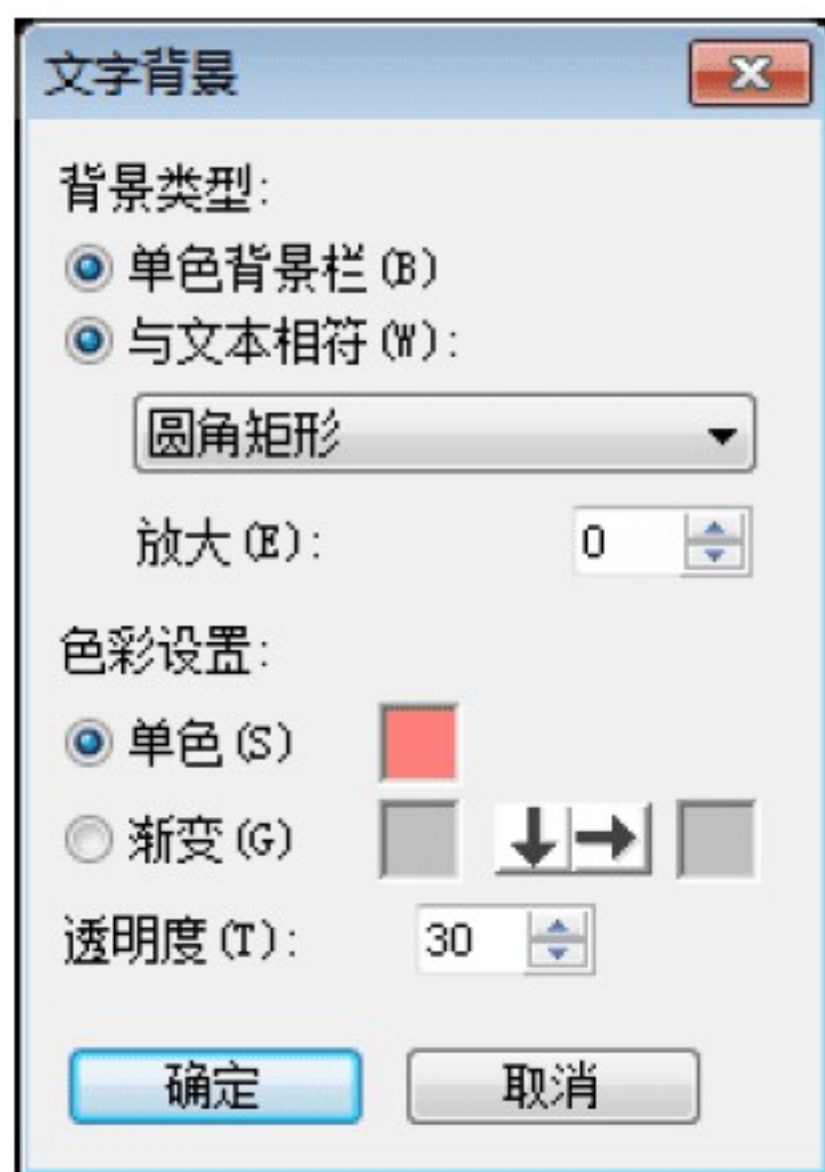 文字背景
背景类型:
单色背景栏(B)
与文本相符(W):
圆角矩形
放大(E): 0
色彩设置:
单色(S)
渐变(G)
透明度(T): 30
确定 取消